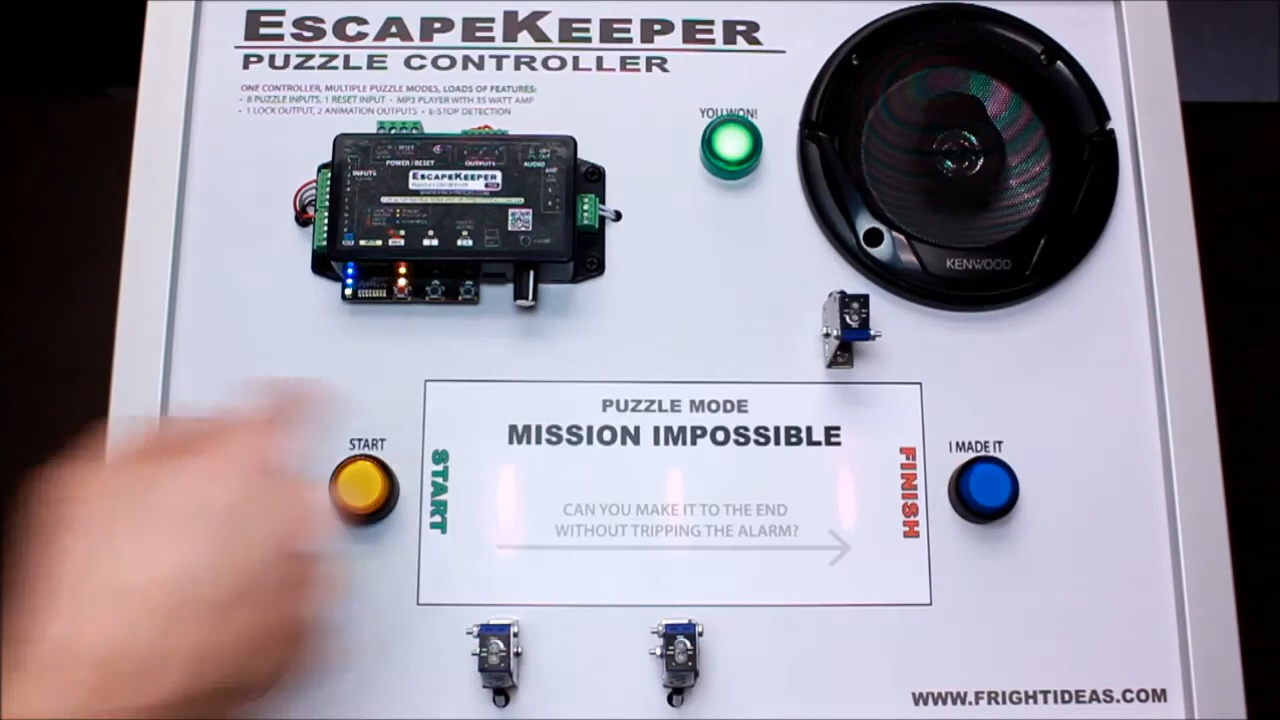 ESCAPEKEEPER
PUZZLE CONTROLLER
ONE CONTROLLER, MULTIPLE PUZZLE MODES, LOADS OF FEATURES:
• 8 PUZZLE INPUTS, 1 RESET INPUT • MP3 PLAYER WITH 35 WATT AMP
• 1 LOCK OUTPUT, 2 ANIMATION OUTPUTS • E-STOP DETECTION
YOU WON!
POWER / RESET
OUTPUTS
AUDIO
INPUTS
ESCAPEKEEPER
PUZZLE CONTROLLER
KENWOOD
PUZZLE MODE
MISSION IMPOSSIBLE
START
START
CAN YOU MAKE IT TO THE END
WITHOUT TRIPPING THE ALARM?
FINISH
I MADE IT
WWW.FRIGHTIDEAS.COM